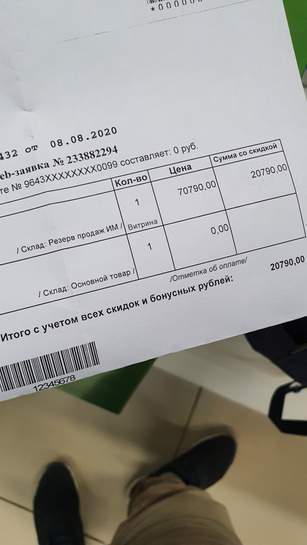 432 от 08.08.2020
eb-заявка № 233882294
те № 9643XXXXXXXX0099 составляет: 0 руб.
Кол-во Цена Сумма со скидкой
1 70790.00 20790.00
/ Склад: Резерв продаж ИМ / Витрина
1 0,00
/ Склад: Основной товар /
/Отметка об оплате/
Итого с учетом всех скидок и бонусных рублей: 20790,00
12345678